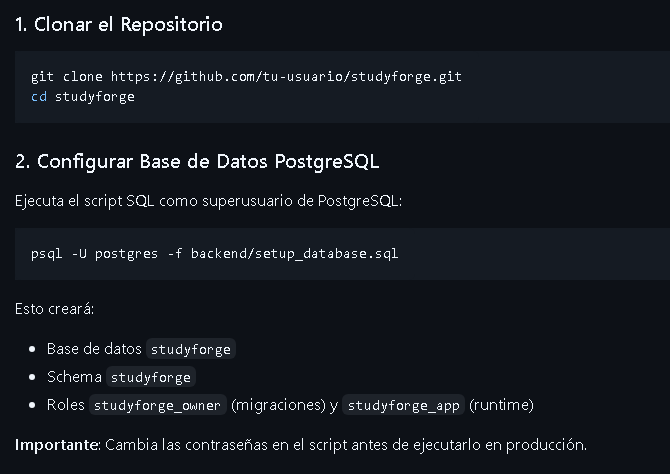 1. Clonar el Repositorio
git clone https://github.com/tu-usuario/studyforge.git
cd studyforge
2. Configurar Base de Datos PostgreSQL
Ejecuta el script SQL como superusuario de PostgreSQL:
psql -U postgres -f backend/setup_database.sql
Esto creará:
• Base de datos studyforge
• Schema studyforge
• Roles studyforge_owner (migraciones) y studyforge_app (runtime)
Importante: Cambia las contraseñas en el script antes de ejecutarlo en producción.